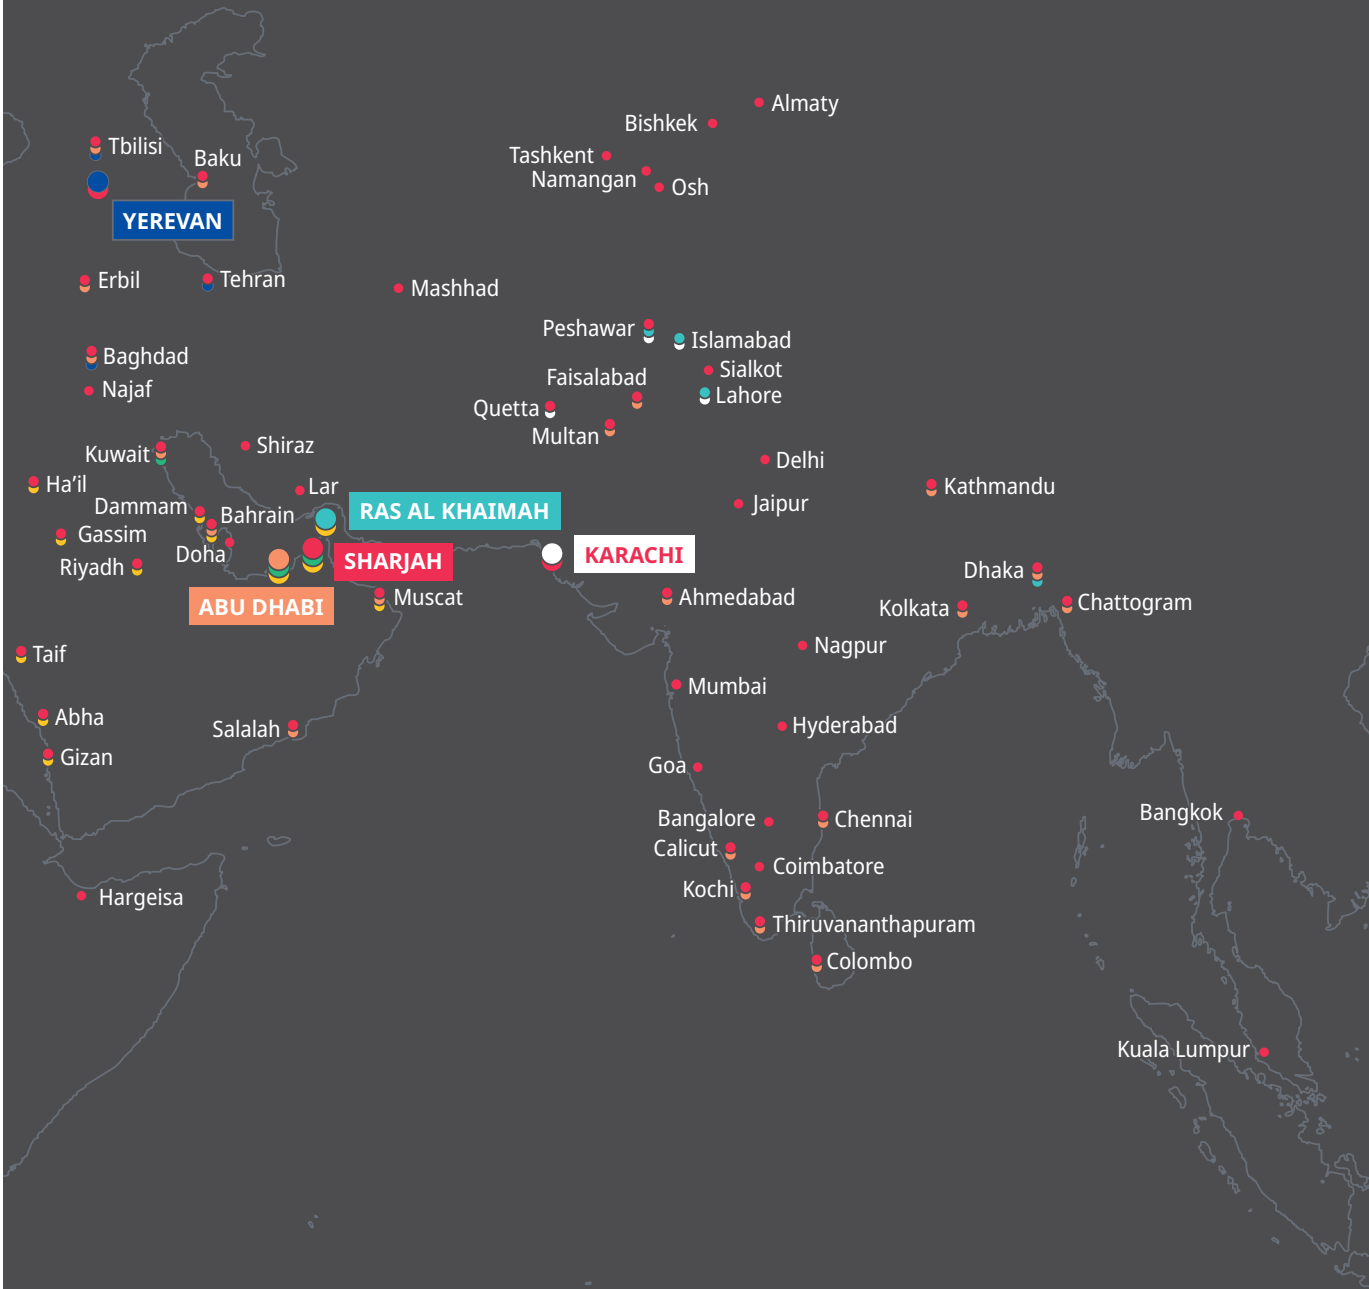 Almaty
Bishkek
Tbilisi
Tashkent
Baku
Namangan
Osh
YEREVAN
Erbil
Tehran
Mashhad
Peshawar
Islamabad
Baghdad
Sialkot
Faisalabad
Najaf
Lahore
Quetta
Multan
Shiraz
Kuwait
Delhi
Ha’il
Lar
Kathmandu
Jaipur
Dammam
RAS AL KHAIMAH
Bahrain
Gassim
Doha
KARACHI
SHARJAH
Riyadh
Dhaka
Muscat
Ahmedabad
Chattogram
ABU DHABI
Kolkata
Nagpur
Taif
Mumbai
Abha
Hyderabad
Salalah
Gizan
Goa
Bangkok
Bangalore
Chennai
Calicut
Coimbatore
Kochi
Hargeisa
Thiruvananthapuram
Colombo
Kuala Lumpur